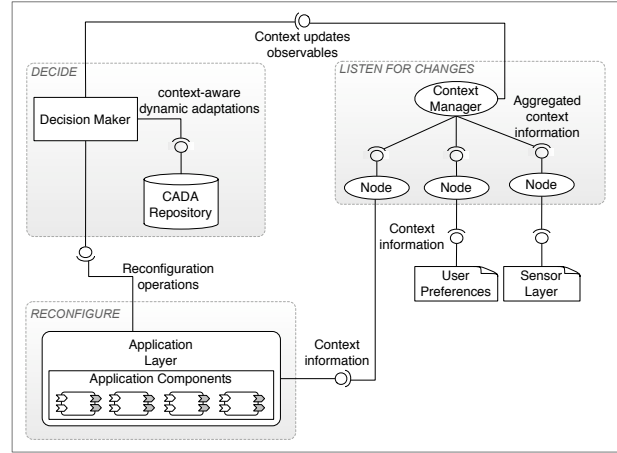 Context updates
observables
DECIDE
LISTEN FOR CHANGES
context-aware
dynamic adaptations
Context
Manager
Aggregated
context
information
Decision Maker
Node
Node
Node
CADA
Repository
Context
information
Reconfiguration
operations
User
Preferences
Sensor
Layer
RECONFIGURE
Application
Layer
Context
information
Application Components